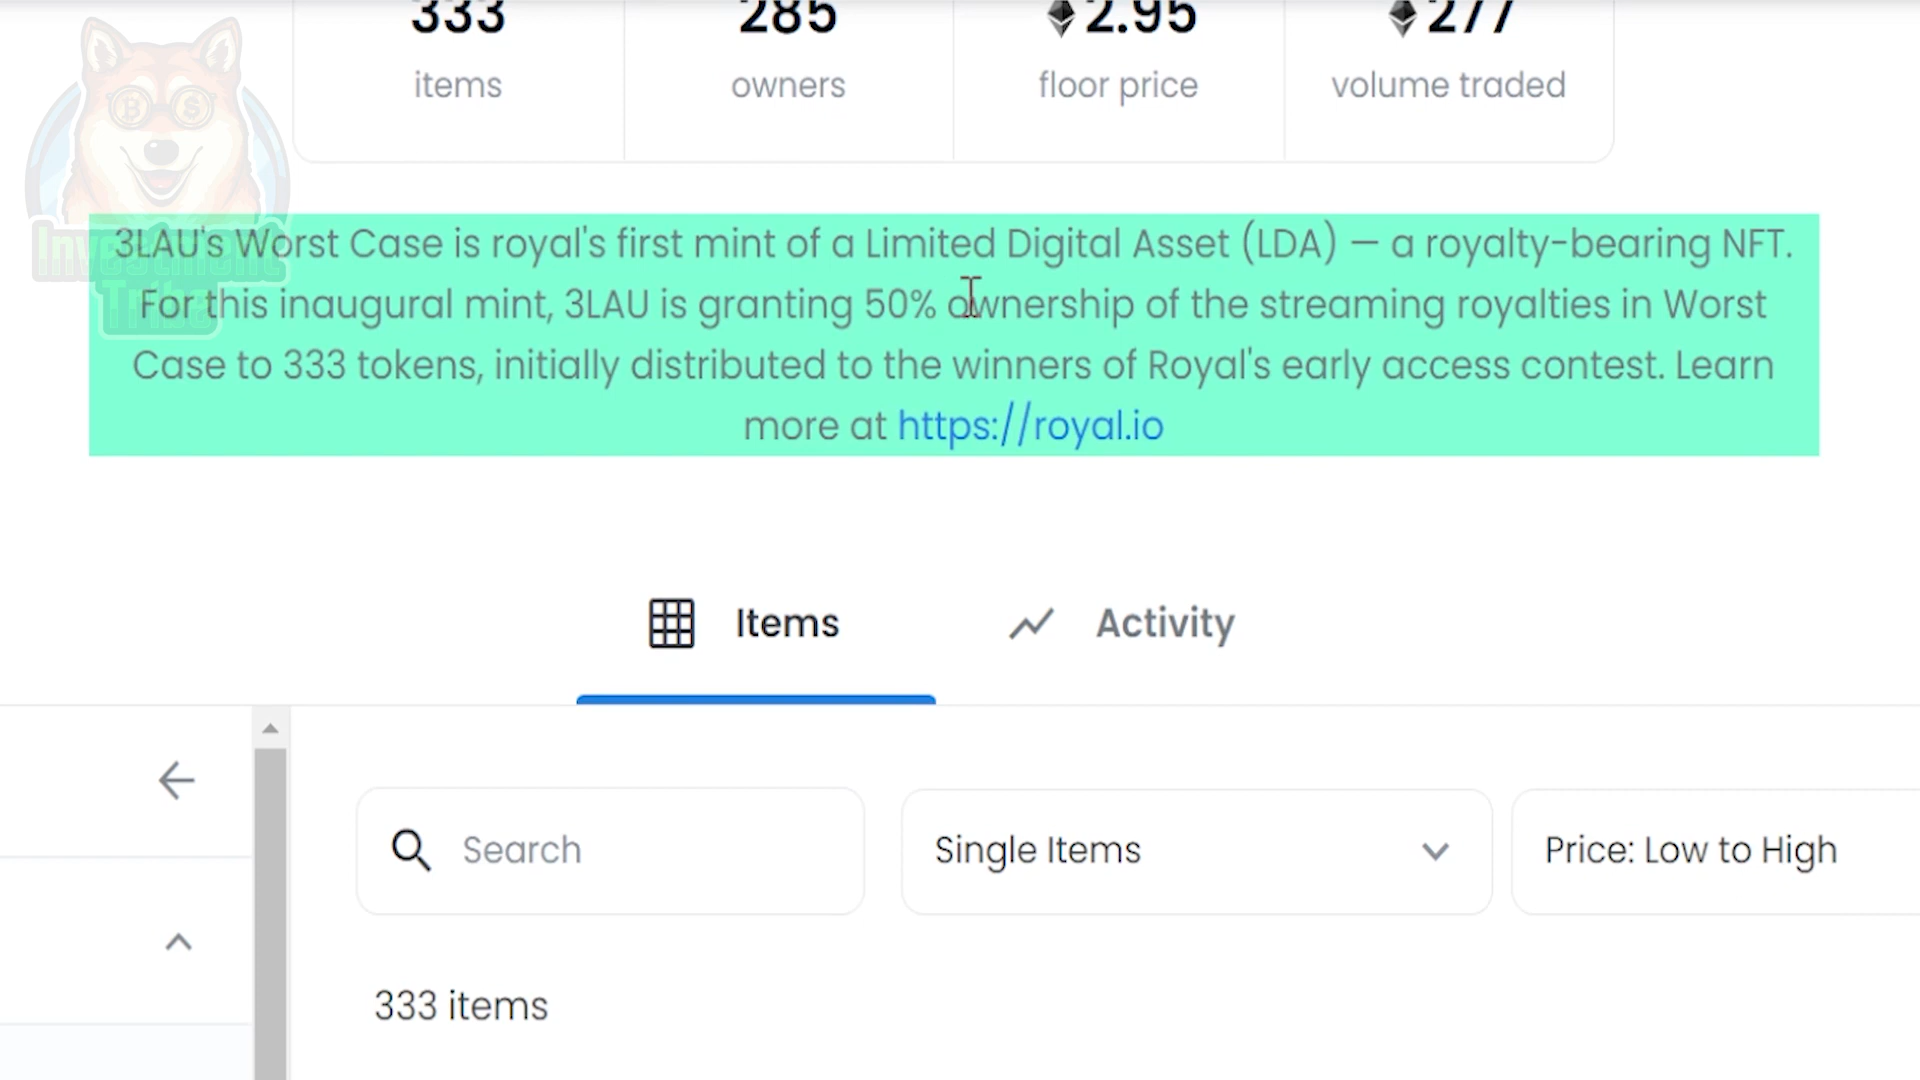 333
285
2.95
277
items
owners
floor price
volume traded
Investment
Tribe
3LAU's Worst Case is royal's first mint of a Limited Digital Asset (LDA) — a royalty-bearing NFT.
For this inaugural mint, 3LAU is granting 50% ownership of the streaming royalties in Worst
Case to 333 tokens, initially distributed to the winners of Royal's early access contest. Learn
more at https://royal.io
Items
Activity
Search
Single Items
Price: Low to High
333 items